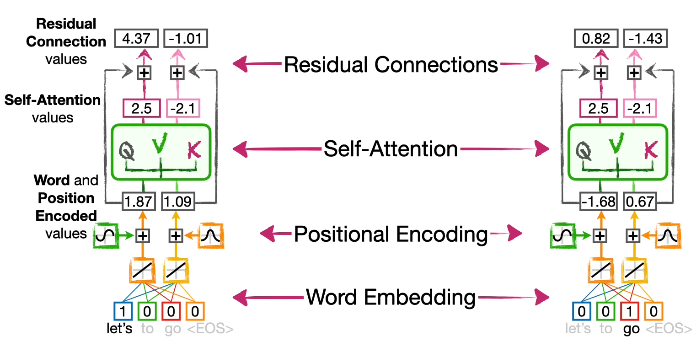 Residual
Connection
values
4.37 -1.01
Residual Connections
0.82 -1.43
+ +
+ +
Self-Attention
values
2.5 -2.1
2.5 -2.1
Q V K
Self-Attention
Q V K
Word and
Position
Encoded
values
1.87 1.09
-1.68 0.67
+ +
Positional Encoding
+ +
Word Embedding
1 0 0 0
0 0 1 0
let's to go <EOS>
let's to go <EOS>